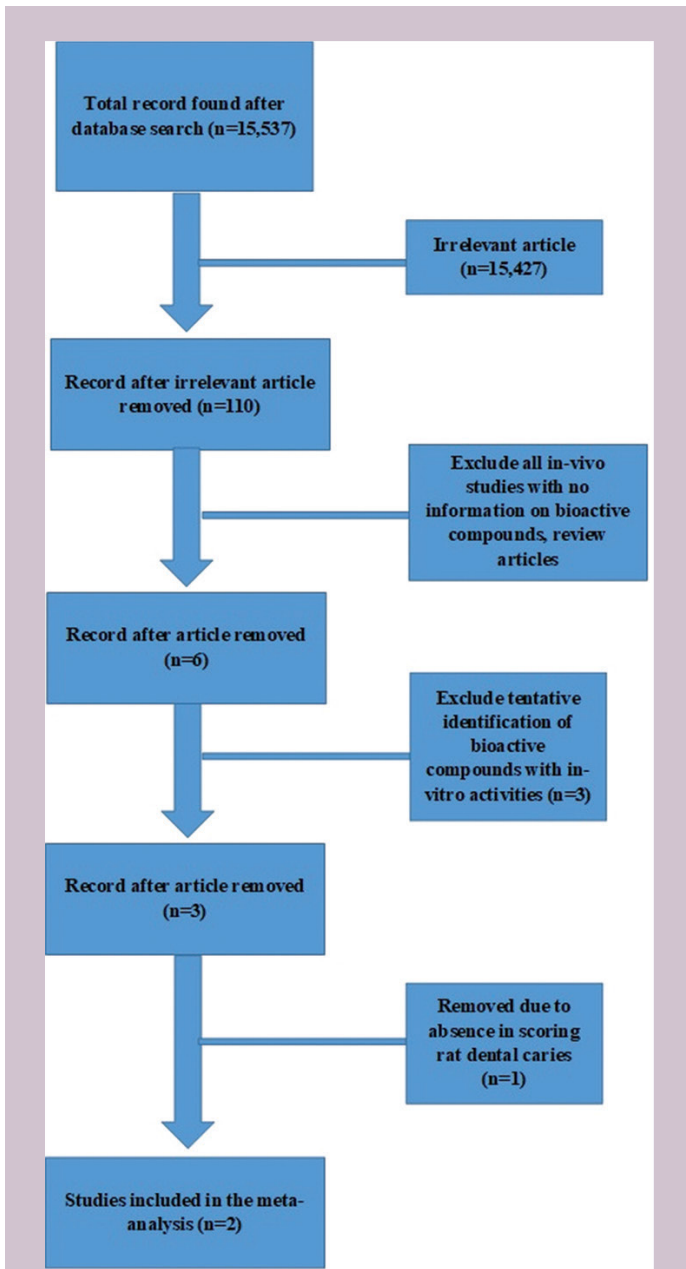 Total record found after
database search (n=15,537)
Irrelevant article
(n=15,427)
Record after irrelevant article
removed (n=110)
Exclude all in-vivo
studies with no
information on bioactive
compounds, review
articles
Record after article removed
(n=6)
Exclude tentative
identification of
bioactive
compounds with in-
vitro activities (n=3)
Record after article removed
(n=3)
Removed due to
absence in scoring
rat dental caries
(n=1)
Studies included in the meta-
analysis (n=2)